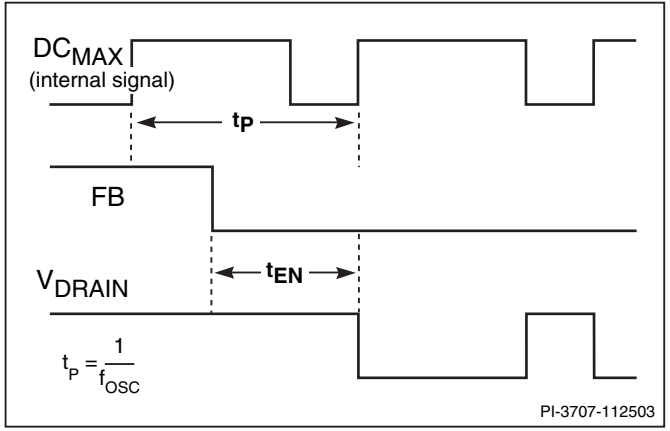 DCMAX
(internal signal)
tP
FB
tEN
VDRAIN
tP = 1/fOSC
PI-3707-112503